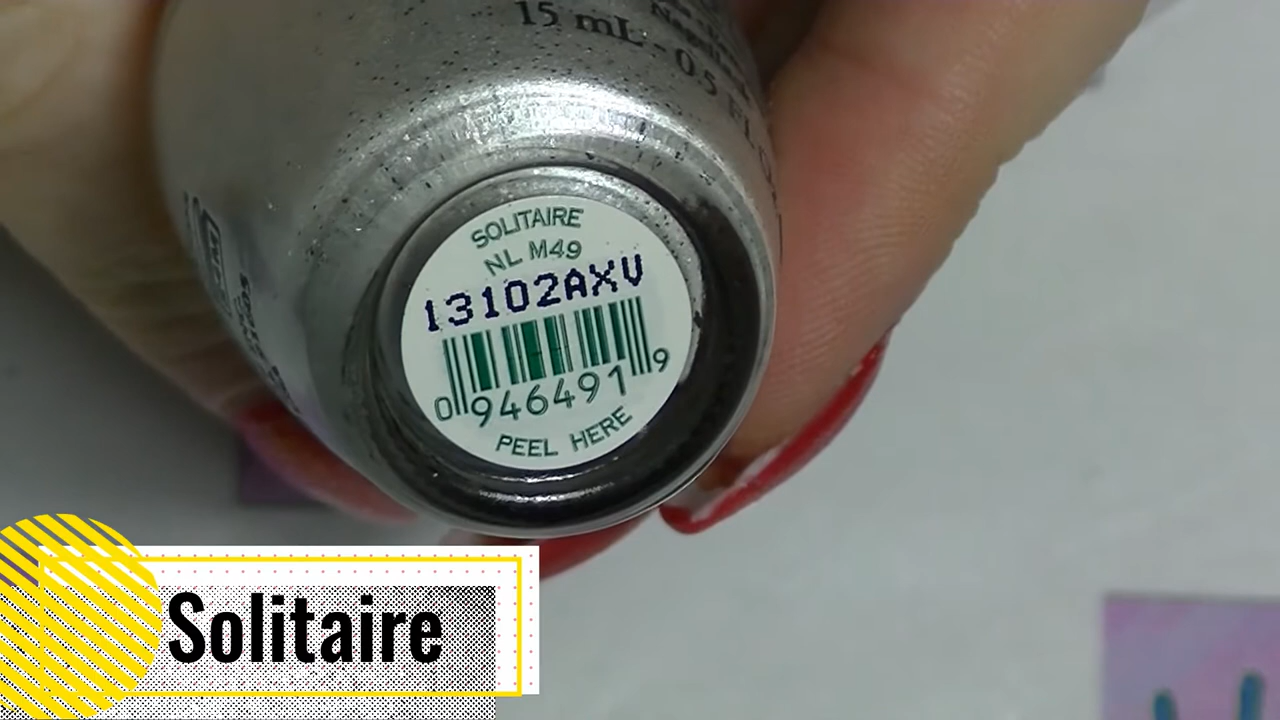 15 mL - 0.5 FL.O
SOLITAIRE
NL M49
13102AXV
0 946491 9
PEEL HERE
Solitaire